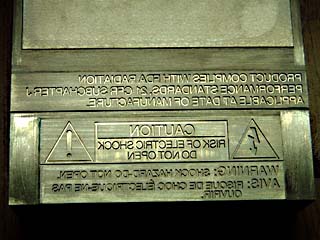 PRODUCT COMPLIES WITH FDA RADIATION
PERFORMANCE STANDARDS, 21 CFR SUBCHAPTER J
APPLICABLE AT DATE OF MANUFACTURE.
CAUTION
RISK OF ELECTRIC SHOCK
DO NOT OPEN
WARNING: SHOCK HAZARD-DO NOT OPEN.
AVIS: RISQUE DE CHOC ÉLECTRIQUE-NE PAS
OUVRIR.